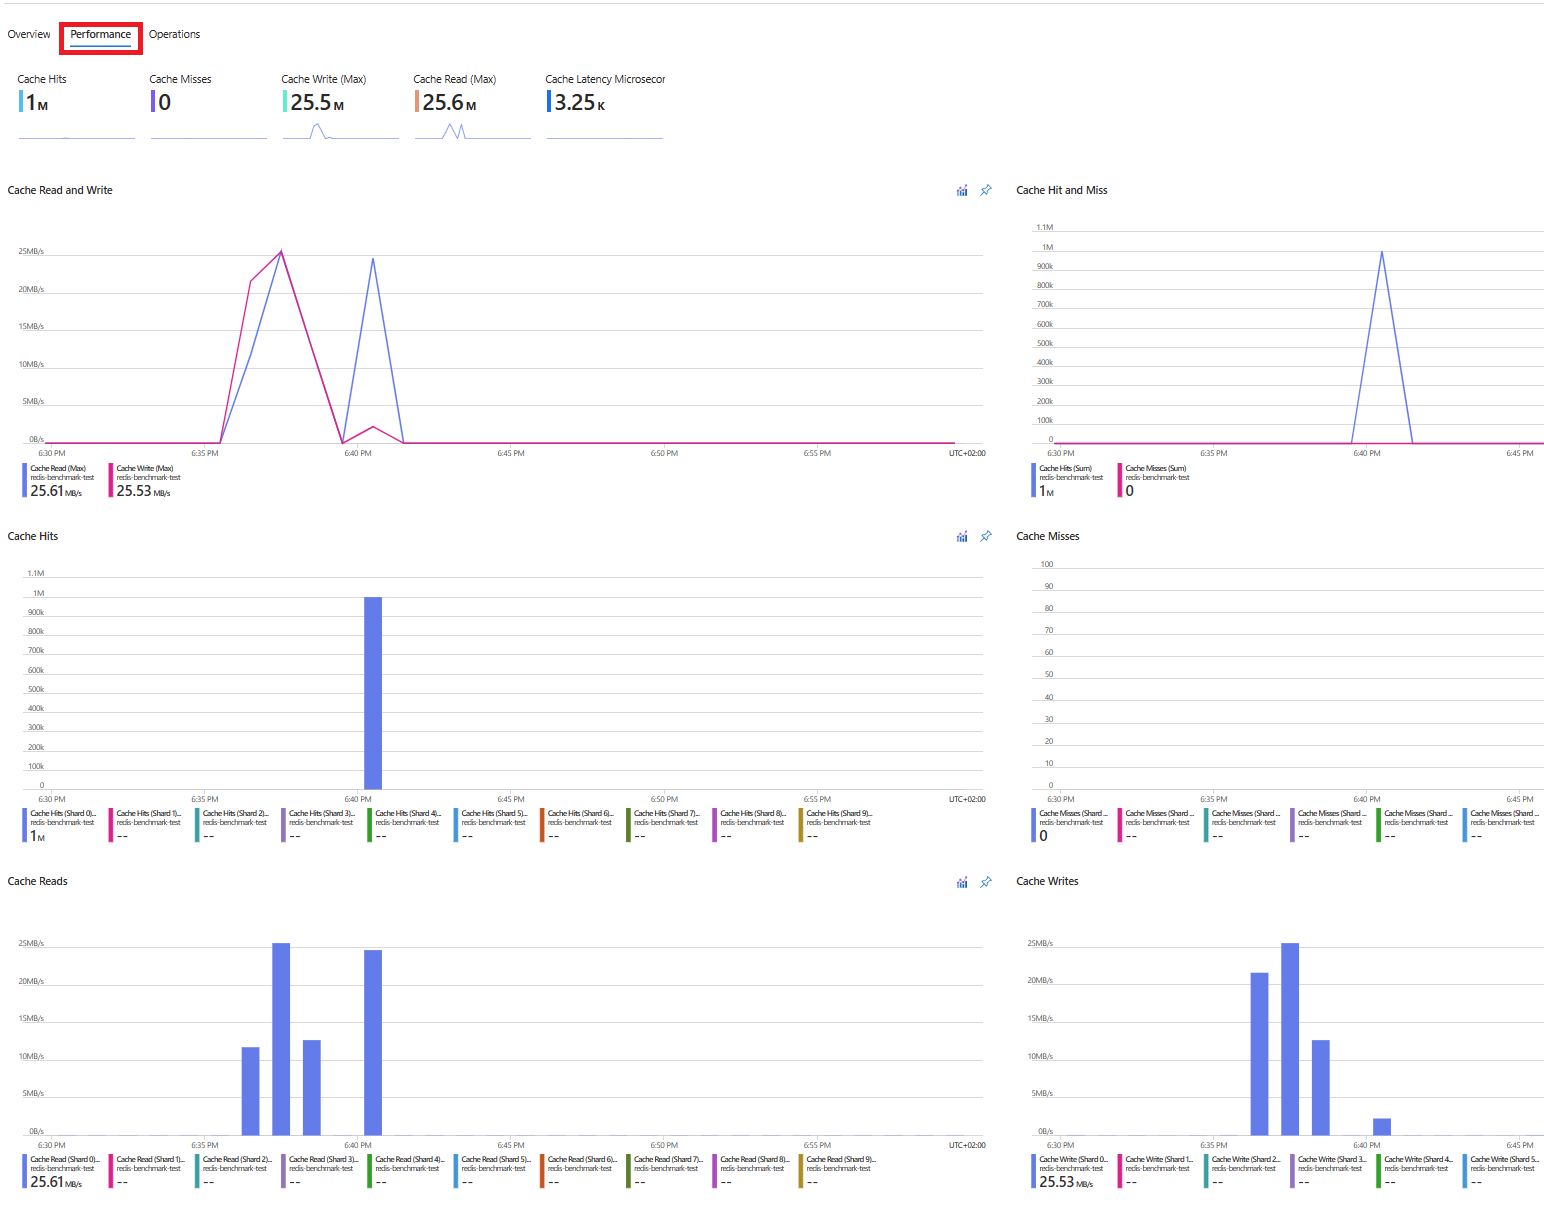 Overview Performance Operations
Cache Hits Cache Misses Cache Write (Max) Cache Read (Max) Cache Latency Microsecor
1 M 0 25.5 M 25.6 M 3.25 K
Cache Read and Write
25MB/s
20MB/s
15MB/s
10MB/s
5MB/s
0B/s
6:30 PM 6:35 PM 6:40 PM 6:45 PM 6:50 PM 6:55 PM UTC+02:00
Cache Read (Max) Cache Write (Max)
redis-benchmark-test redis-benchmark-test
25.61 MB/s 25.53 MB/s
Cache Hit and Miss
1.1M
1M
900k
800k
700k
600k
500k
400k
300k
200k
100k
0
6:30 PM 6:35 PM 6:40 PM 6:45 PM
Cache Hits (Sum) Cache Misses (Sum)
redis-benchmark-test redis-benchmark-test
1 M 0
Cache Hits
1.1M
1M
900k
800k
700k
600k
500k
400k
300k
200k
100k
0
6:30 PM 6:35 PM 6:40 PM 6:45 PM 6:50 PM 6:55 PM UTC+02:00
Cache Hits (Shard 0)... Cache Hits (Shard 1)... Cache Hits (Shard 2)... Cache Hits (Shard 3)... Cache Hits (Shard 4)... Cache Hits (Shard 5)... Cache Hits (Shard 6)... Cache Hits (Shard 7)... Cache Hits (Shard 8)... Cache Hits (Shard 9)...
redis-benchmark-test redis-benchmark-test redis-benchmark-test redis-benchmark-test redis-benchmark-test redis-benchmark-test redis-benchmark-test redis-benchmark-test redis-benchmark-test redis-benchmark-test
1 M -- -- -- -- -- -- -- -- --
Cache Misses
100
90
80
70
60
50
40
30
20
10
0
6:30 PM 6:35 PM 6:40 PM 6:45 PM
Cache Misses (Shard ... Cache Misses (Shard ... Cache Misses (Shard ... Cache Misses (Shard ... Cache Misses (Shard ... Cache Misses (Shard ...
redis-benchmark-test redis-benchmark-test redis-benchmark-test redis-benchmark-test redis-benchmark-test redis-benchmark-test
0 -- -- -- -- --
Cache Reads
25MB/s
20MB/s
15MB/s
10MB/s
5MB/s
0B/s
6:30 PM 6:35 PM 6:40 PM 6:45 PM 6:50 PM 6:55 PM UTC+02:00
Cache Read (Shard 0)... Cache Read (Shard 1)... Cache Read (Shard 2)... Cache Read (Shard 3)... Cache Read (Shard 4)... Cache Read (Shard 5)... Cache Read (Shard 6)... Cache Read (Shard 7)... Cache Read (Shard 8)... Cache Read (Shard 9)...
redis-benchmark-test redis-benchmark-test redis-benchmark-test redis-benchmark-test redis-benchmark-test redis-benchmark-test redis-benchmark-test redis-benchmark-test redis-benchmark-test redis-benchmark-test
25.61 MB/s -- -- -- -- -- -- -- -- --
Cache Writes
25MB/s
20MB/s
15MB/s
10MB/s
5MB/s
0B/s
6:30 PM 6:35 PM 6:40 PM 6:45 PM
Cache Write (Shard 0... Cache Write (Shard 1... Cache Write (Shard 2... Cache Write (Shard 3... Cache Write (Shard 4... Cache Write (Shard 5...
redis-benchmark-test redis-benchmark-test redis-benchmark-test redis-benchmark-test redis-benchmark-test redis-benchmark-test
25.53 MB/s -- -- -- -- --